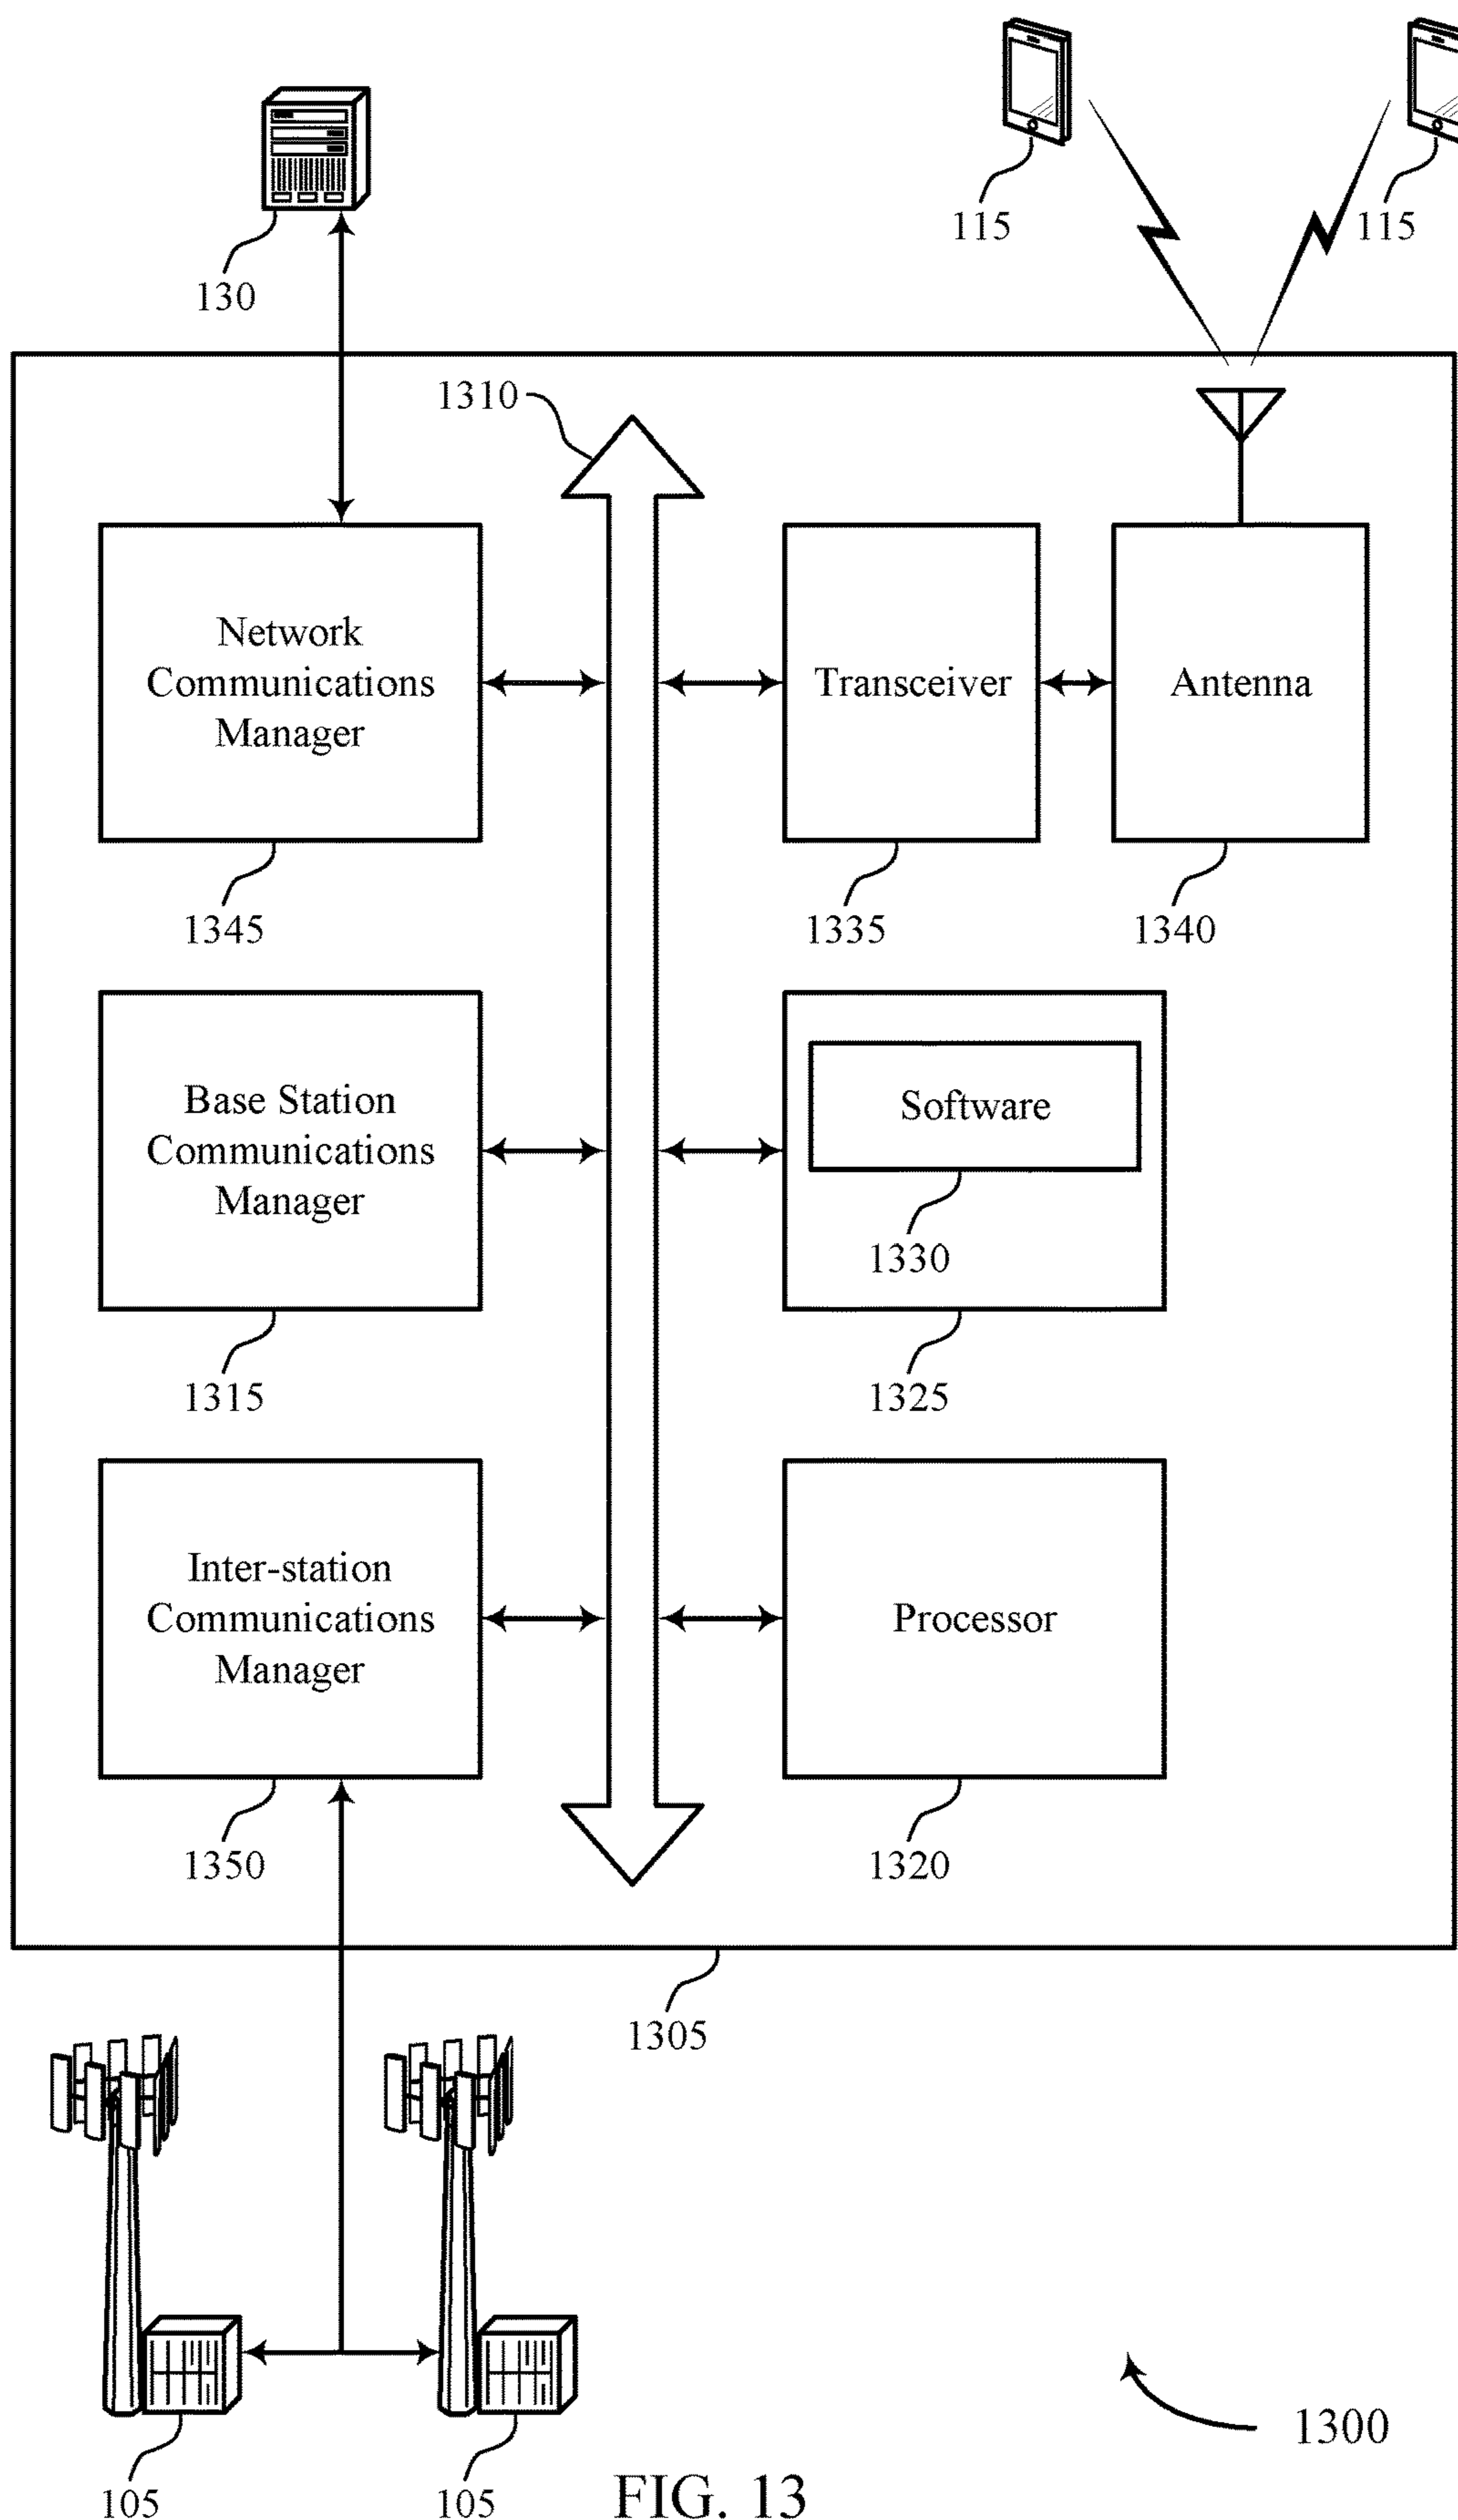 115
115
130
1310
Network
Communications
Manager
Transceiver
Antenna
1345
1335
1340
Base Station
Communications
Manager
Software
1330
1315
1325
Inter-station
Communications
Manager
Processor
1350
1320
1305
1300
105
105
FIG. 13